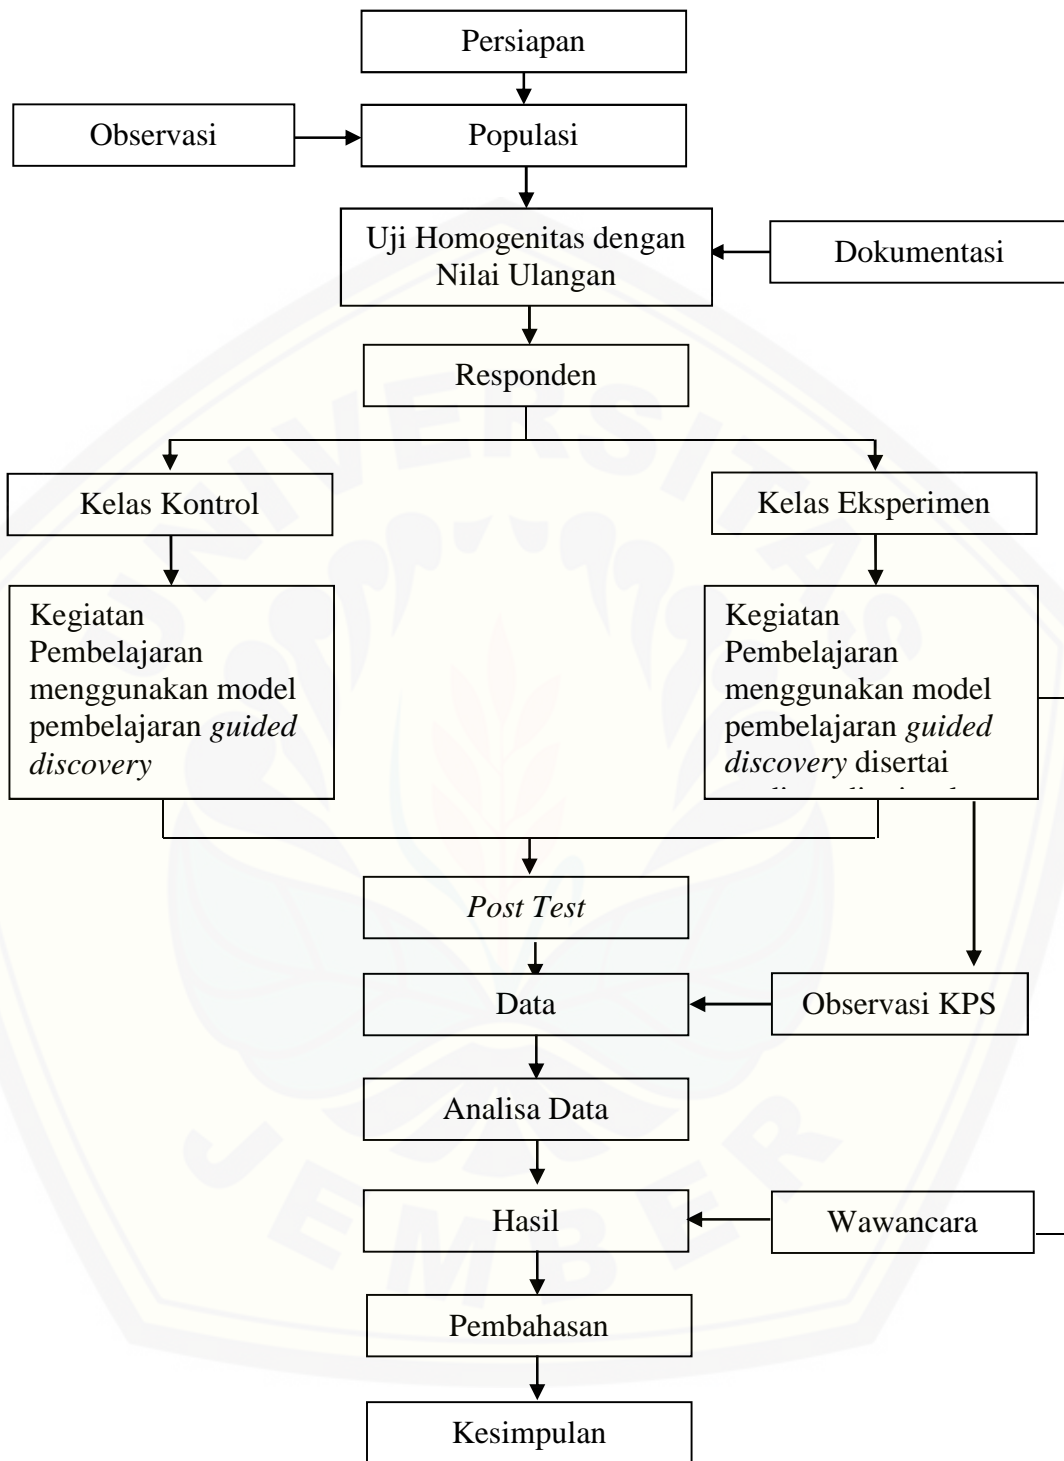 Persiapan
Observasi
Populasi
Uji Homogenitas dengan
Nilai Ulangan
Dokumentasi
Responden
Kelas Kontrol
Kelas Eksperimen
Kegiatan
Pembelajaran
menggunakan model
pembelajaran guided
discovery
Kegiatan
Pembelajaran
menggunakan model
pembelajaran guided
discovery disertai
Post Test
Data
Observasi KPS
Analisa Data
Hasil
Wawancara
Pembahasan
Kesimpulan
UNIVERSITAS
JEMBER